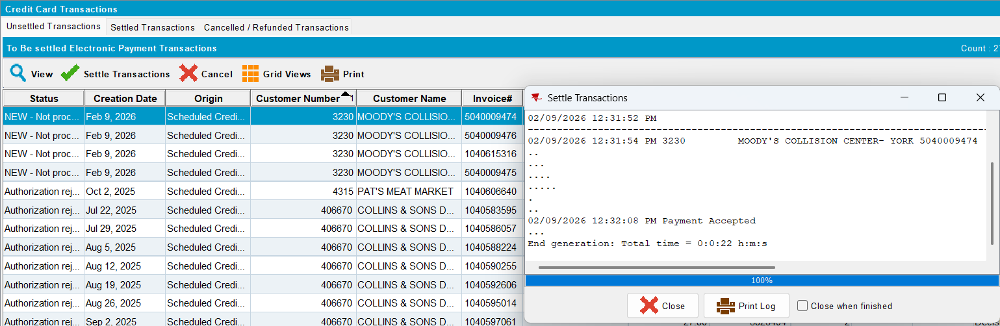 Credit Card Transactions
Unsettled Transactions Settled Transactions Cancelled / Refunded Transactions
To Be settled Electronic Payment Transactions Count : 2
View Settle Transactions Cancel Grid Views Print
Status Creation Date Origin Customer Number 1 Customer Name Invoice#
NEW - Not proc... Feb 9, 2026 Scheduled Credi... 3230 MOODY'S COLLISIO... 5040009474
NEW - Not proc... Feb 9, 2026 Scheduled Credi... 3230 MOODY'S COLLISIO... 5040009476
NEW - Not proc... Feb 9, 2026 Scheduled Credi... 3230 MOODY'S COLLISIO... 1040615316
NEW - Not proc... Feb 9, 2026 Scheduled Credi... 3230 MOODY'S COLLISIO... 5040009475
Authorization rej... Oct 2, 2025 Scheduled Credi... 4315 PAT'S MEAT MARKET 1040606640
Authorization rej... Jul 22, 2025 Scheduled Credi... 406670 COLLINS & SONS D... 1040583595
Authorization rej... Jul 29, 2025 Scheduled Credi... 406670 COLLINS & SONS D... 1040586057
Authorization rej... Aug 5, 2025 Scheduled Credi... 406670 COLLINS & SONS D... 1040588224
Authorization rej... Aug 12, 2025 Scheduled Credi... 406670 COLLINS & SONS D... 1040590255
Authorization rej... Aug 19, 2025 Scheduled Credi... 406670 COLLINS & SONS D... 1040592606
Authorization rej... Aug 26, 2025 Scheduled Credi... 406670 COLLINS & SONS D... 1040595014
Authorization rej... Sep 2, 2025 Scheduled Credi... 406670 COLLINS & SONS D... 1040597061
Settle Transactions
02/09/2026 12:31:52 PM
--------------------------------------------------------------------------------
02/09/2026 12:31:54 PM 3230 MOODY'S COLLISION CENTER- YORK 5040009474
..
...
....
.....
.
..
02/09/2026 12:32:08 PM Payment Accepted
...
End generation: Total time = 0:0:22 h:m:s
100%
Close Print Log Close when finished